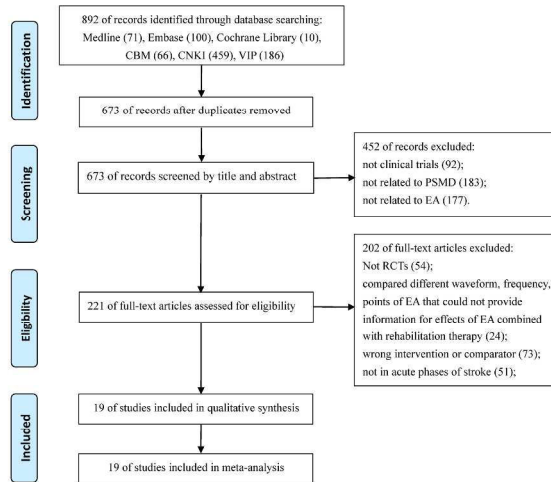 892 of records identified through database searching:
Medline (71), Embase (100), Cochrane Library (10),
CBM (66), CNKI (459), VIP (186)
Identification
673 of records after duplicates removed
Screening
673 of records screened by title and abstract
452 of records excluded:
not clinical trials (92);
not related to PSMD (183);
not related to EA (177).
Eligibility
221 of full-text articles assessed for eligibility
202 of full-text articles excluded:
Not RCTs (54);
compared different waveform, frequency,
points of EA that could not provide
information for effects of EA combined
with rehabilitation therapy (24);
wrong intervention or comparator (73);
not in acute phases of stroke (51);
Included
19 of studies included in qualitative synthesis
19 of studies included in meta-analysis